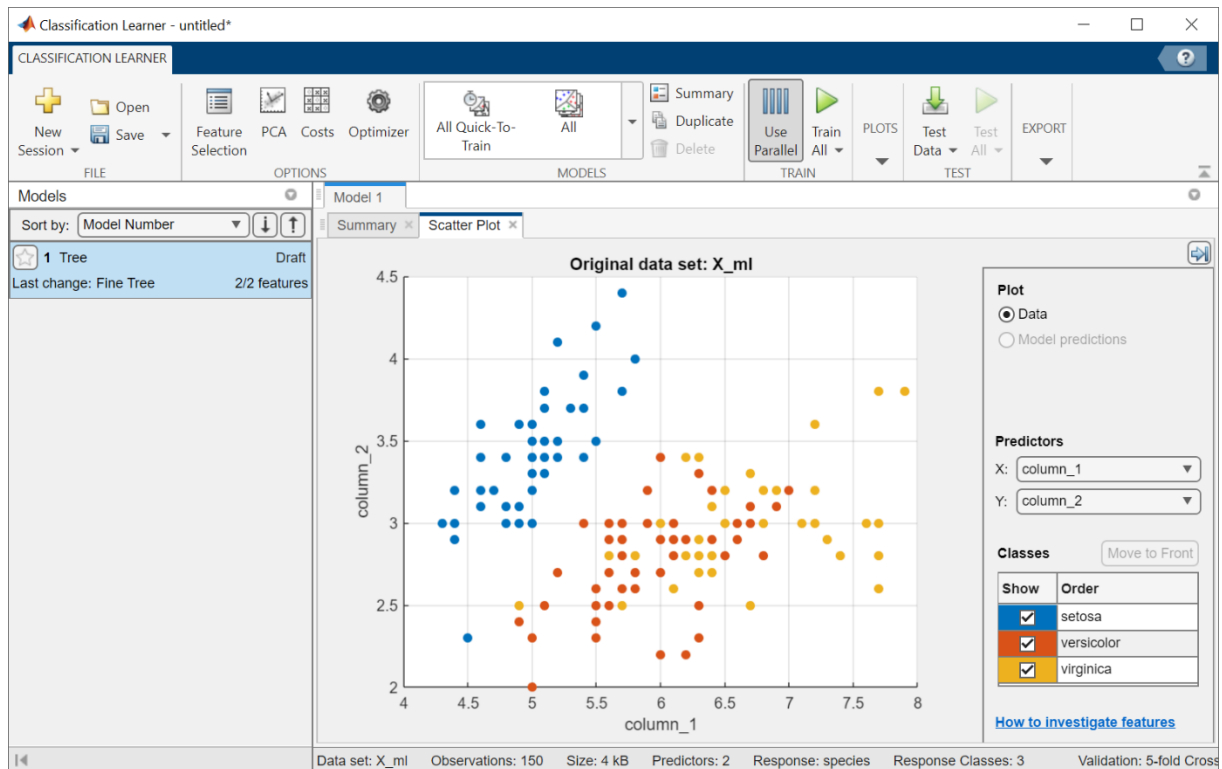 Classification Learner - untitled*
CLASSIFICATION LEARNER
?
New Session
Open
Save
FILE
Feature Selection
PCA
Costs
Optimizer
OPTIONS
All Quick-To-Train
All
Summary
Duplicate
Delete
MODELS
Use Parallel
Train All
TRAIN
PLOTS
Test Data
Test All
TEST
EXPORT
Models
Sort by: Model Number
1 Tree Draft
Last change: Fine Tree 2/2 features
Model 1
Summary
Scatter Plot
Original data set: X_ml
4.5
4
3.5
3
2.5
2
column_2
4 4.5 5 5.5 6 6.5 7 7.5 8
column_1
Plot
Data
Model predictions
Predictors
X: column_1
Y: column_2
Classes
Move to Front
Show Order
setosa
versicolor
virginica
How to investigate features
Data set: X_ml Observations: 150 Size: 4 kB Predictors: 2 Response: species Response Classes: 3 Validation: 5-fold Cross